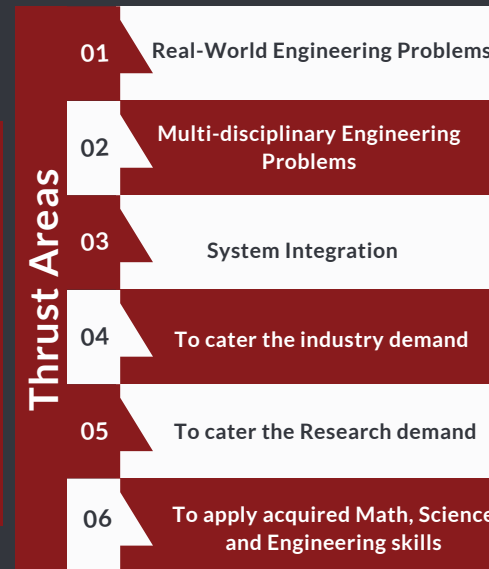 Thrust Areas
01
Real-World Engineering Problems
02
Multi-disciplinary Engineering
Problems
03
System Integration
04
To cater the industry demand
05
To cater the Research demand
06
To apply acquired Math, Science
and Engineering skills